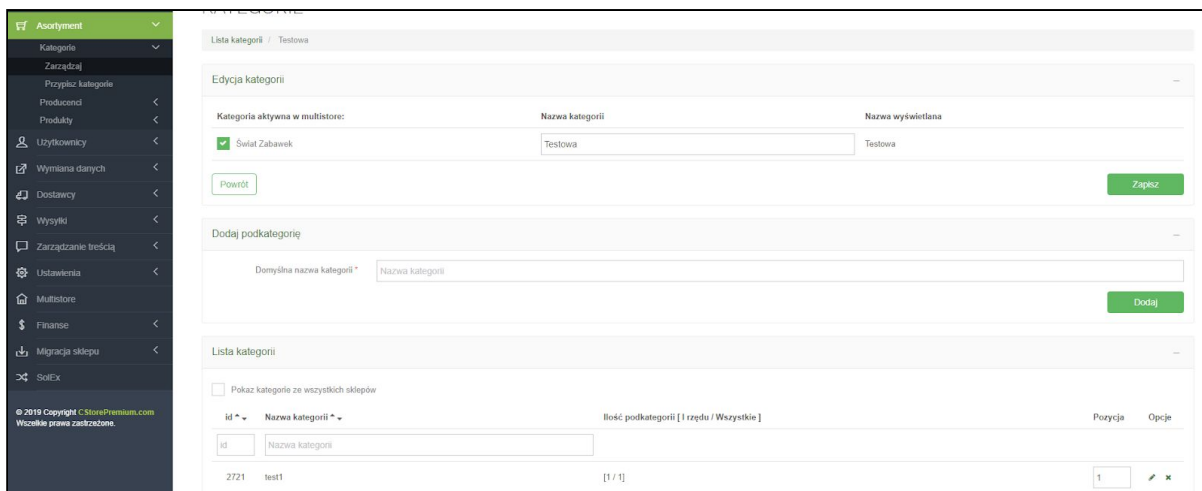 KATEGORIE
Asortyment
Kategorie
Zarządzaj
Przypisz kategorie
Producenci
Produkty
Użytkownicy
Wymiana danych
Dostawcy
Wysyłki
Zarządzanie treścią
Ustawienia
Multistore
Finanse
Migracja sklepu
SolEx
© 2019 Copyright CStorePremium.com
Wszelkie prawa zastrzeżone.
Lista kategorii / Testowa
Edycja kategorii
Kategoria aktywna w multistore: Nazwa kategorii Nazwa wyświetlana
Świat Zabawek Testowa Testowa
Powrót Zapisz
Dodaj podkategorię
Domyślna nazwa kategorii * Nazwa kategorii
Dodaj
Lista kategorii
Pokaz kategorie ze wszystkich sklepów
id Nazwa kategorii Ilość podkategorii [ I rzędu / Wszystkie ] Pozycja Opcje
id Nazwa kategorii
2721 test1 [1 / 1] 1